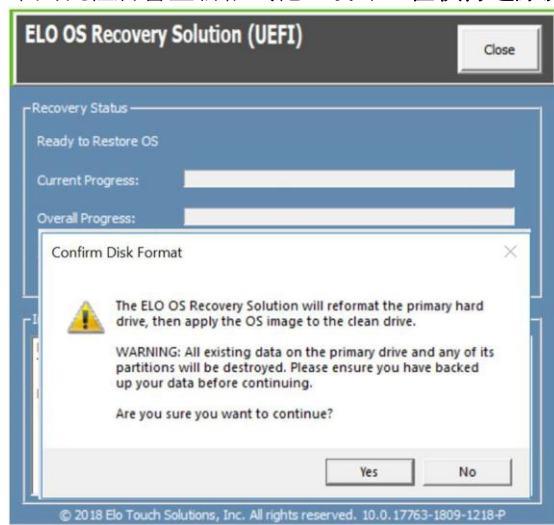 ELO OS Recovery Solution (UEFI)
Close
Recovery Status
Ready to Restore OS
Current Progress:
Overall Progress:
Confirm Disk Format
The ELO OS Recovery Solution will reformat the primary hard
drive, then apply the OS image to the clean drive.
WARNING: All existing data on the primary drive and any of its
partitions will be destroyed. Please ensure you have backed
up your data before continuing.
Are you sure you want to continue?
Yes
No
© 2018 Elo Touch Solutions, Inc. All rights reserved. 10.0.17763-1809-1218-P